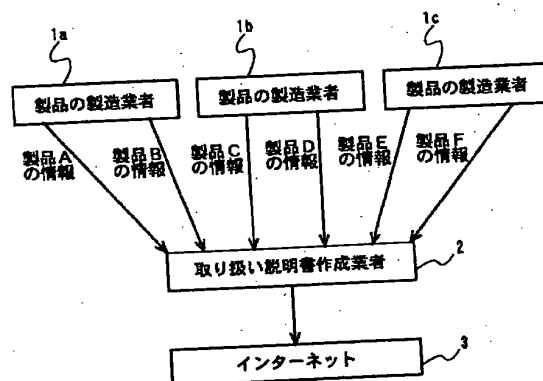 1a 1b 1c
製品の製造業者 製品の製造業者 製品の製造業者
製品A 製品B 製品C 製品D 製品E 製品F
の情報 の情報 の情報 の情報 の情報 の情報
取り扱い説明書作成業者 2
インターネット 3